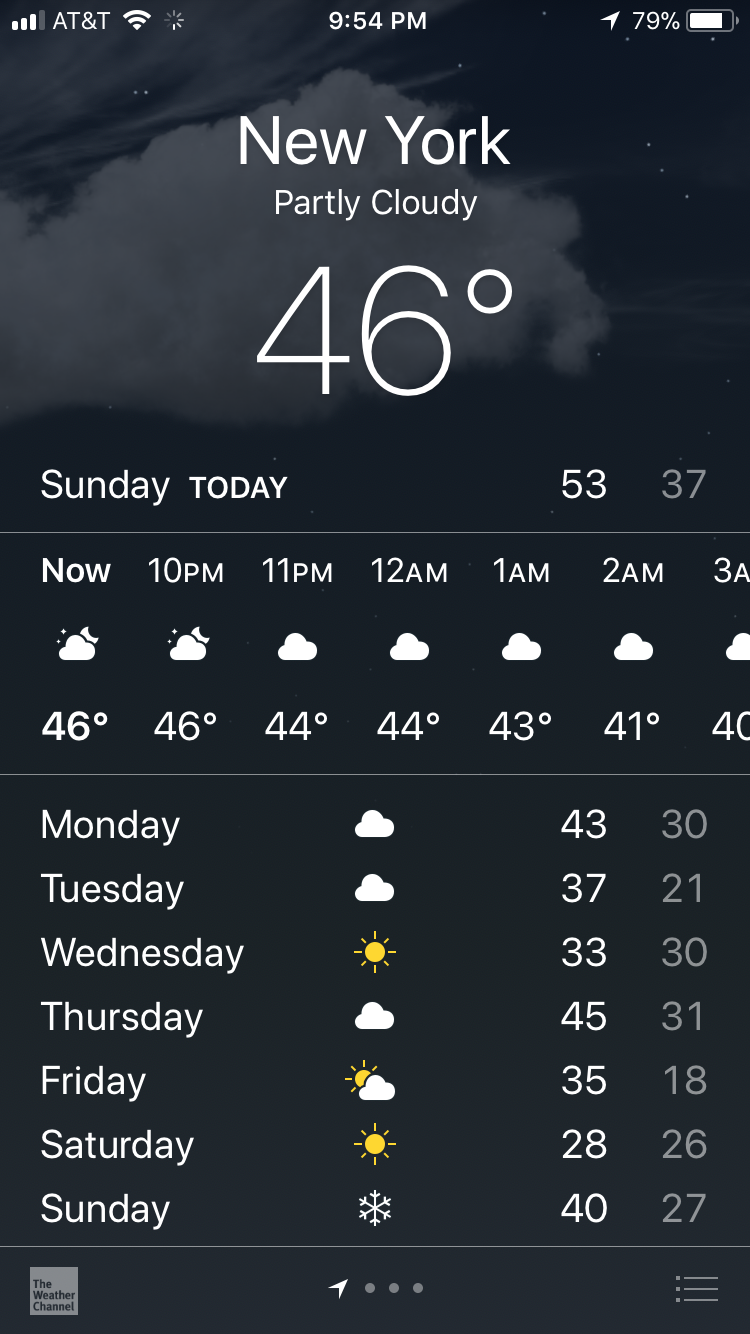 AT&T 9:54 PM 79%
New York
Partly Cloudy
46°
Sunday TODAY 53 37
Now 10PM 11PM 12AM 1AM 2AM 3A
46° 46° 44° 44° 43° 41° 40
Monday 43 30
Tuesday 37 21
Wednesday 33 30
Thursday 45 31
Friday 35 18
Saturday 28 26
Sunday 40 27
The
Weather
Channel